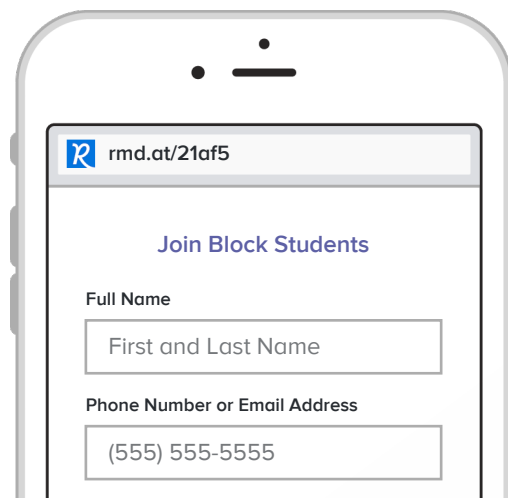 rmd.at/21af5
Join Block Students
Full Name
First and Last Name
Phone Number or Email Address
(555) 555-5555